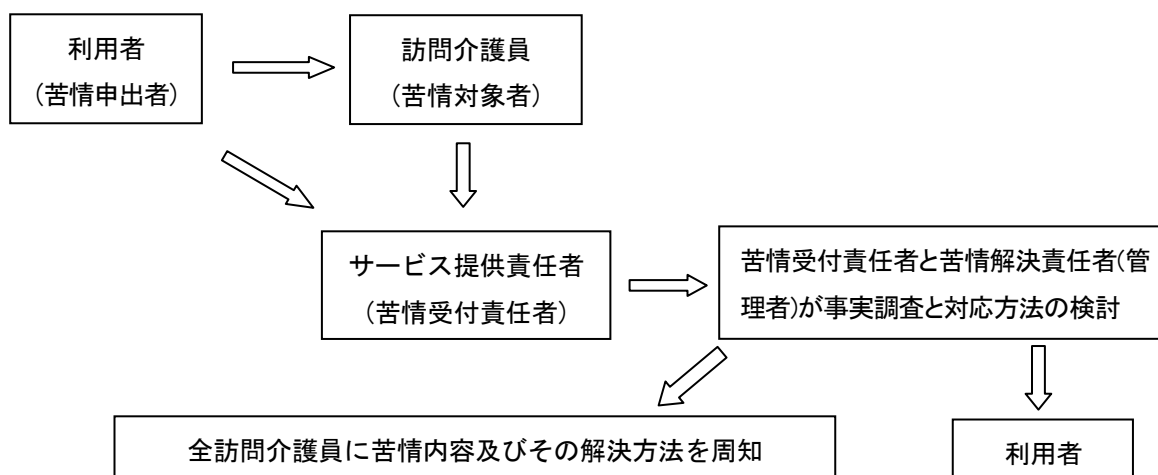 利用者
(苦情申出者)
訪問介護員
(苦情対象者)
サービス提供責任者
(苦情受付責任者)
苦情受付責任者と苦情解決責任者(管
理者)が事実調査と対応方法の検討
全訪問介護員に苦情内容及びその解決方法を周知
利用者